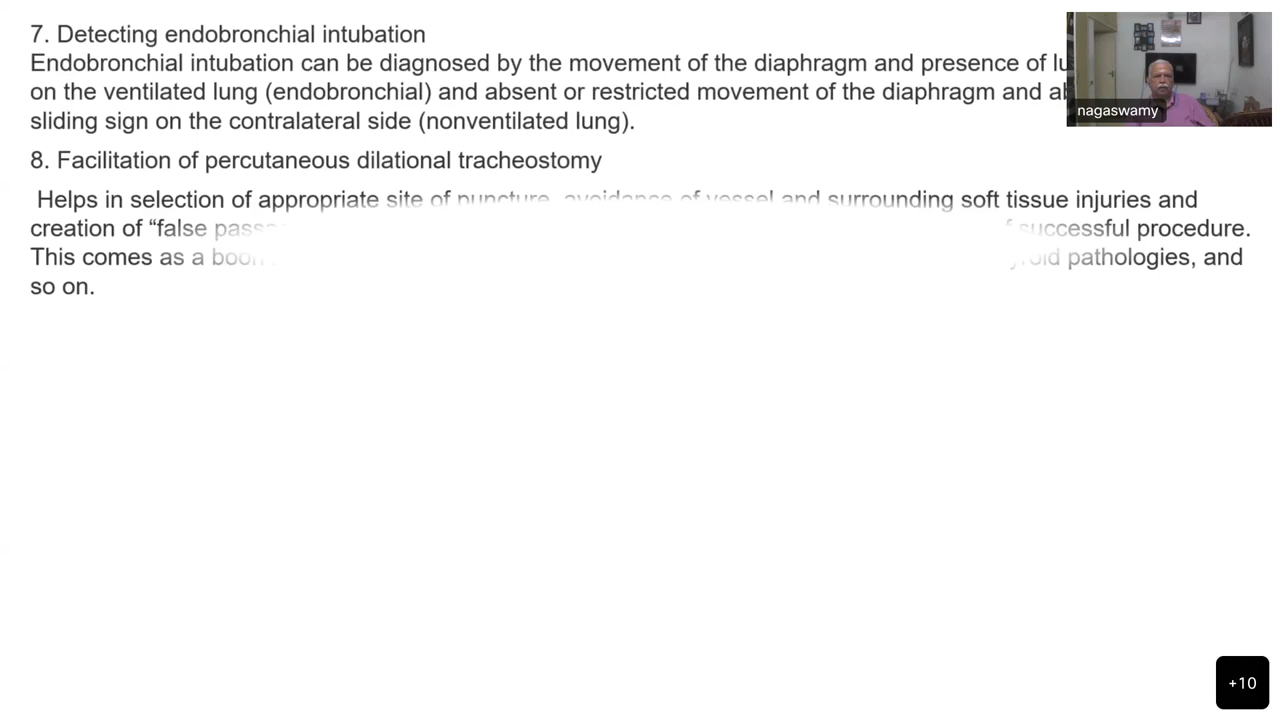 7. Detecting endobronchial intubation
Endobronchial intubation can be diagnosed by the movement of the diaphragm and presence of
on the ventilated lung (endobronchial) and absent or restricted movement of the diaphragm and
sliding sign on the contralateral side (nonventilated lung).
8. Facilitation of percutaneous dilational tracheostomy
Helps in selection of appropriate site of puncture, avoidance of vessel and surrounding soft tissue injuries and
creation of “false successful procedure.
This comes as a boon pathologies, and
so on.
nagaswamy
+10